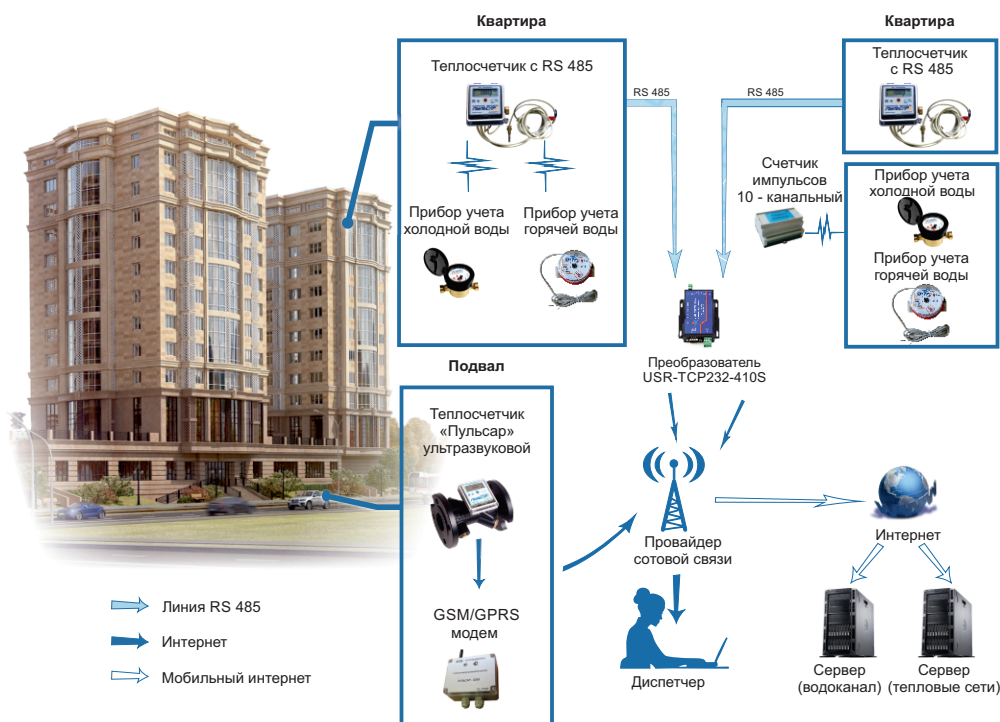 Квартира
Теплосчетчик с RS 485
Прибор учета
холодной воды
Прибор учета
горячей воды
RS 485
RS 485
Квартира
Теплосчетчик
с RS 485
Счетчик
импульсов
10 - канальный
Прибор учета
холодной воды
Прибор учета
горячей воды
Преобразователь
USR-TCP232-410S
Подвал
Теплосчетчик
«Пульсар»
ультразвуковой
GSM/GPRS
модем
Провайдер
сотовой связи
Интернет
Диспетчер
Сервер
(водоканал)
Сервер
(тепловые сети)
Линия RS 485
Интернет
Мобильный интернет